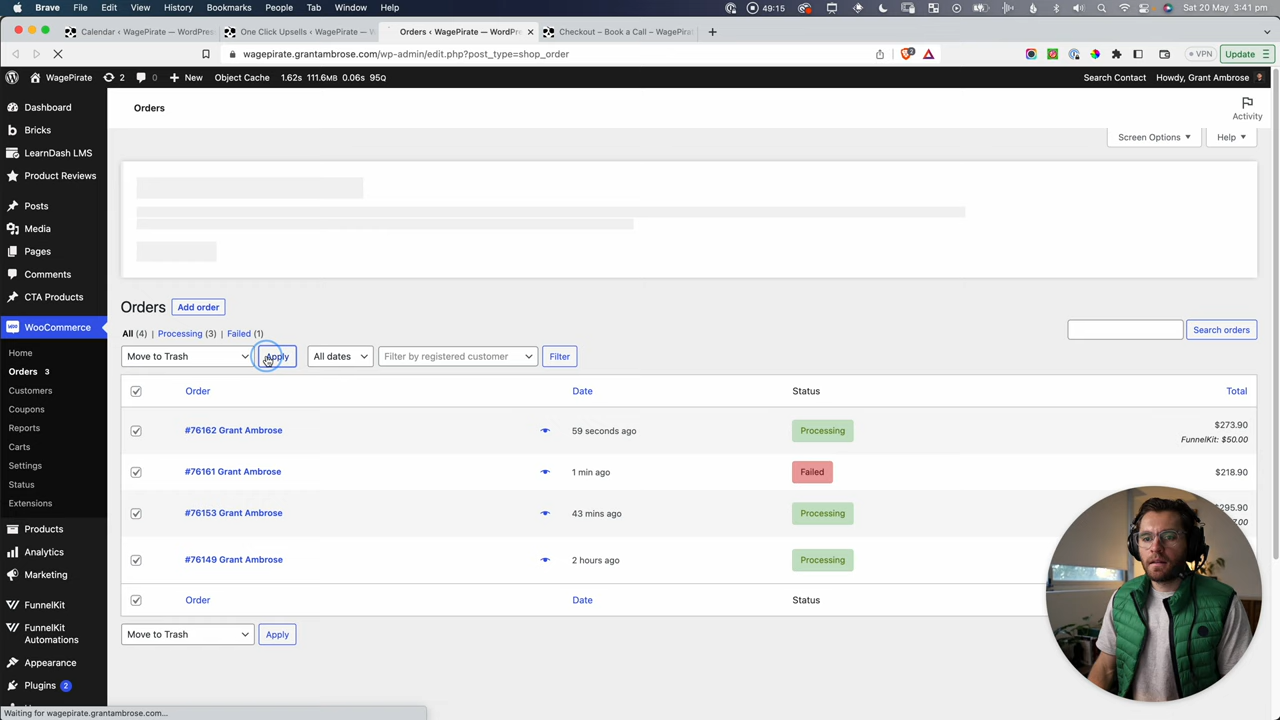 Brave File Edit View History Bookmarks People Tab Window Help 49:15 Sat 20 May 3:41 pm
Calendar ‹ WagePirate — WordPress
One Click Upsells ‹ WagePirate — W
Orders ‹ WagePirate — WordPress
Checkout – Book a Call – WagePirate
wagepirate.grantambrose.com/wp-admin/edit.php?post_type=shop_order
VPN
Update
WagePirate 2 0 New Object Cache 1.62s 111.6MB 0.06s 95Q
Search Contact Howdy, Grant Ambrose
Dashboard
Bricks
LearnDash LMS
Product Reviews
Posts
Media
Pages
Comments
CTA Products
WooCommerce
Home
Orders 3
Customers
Coupons
Reports
Carts
Settings
Status
Extensions
Products
Analytics
Marketing
FunnelKit
FunnelKit
Automations
Appearance
Plugins 2
Orders
Activity
Screen Options
Help
Orders Add order
All (4) | Processing (3) | Failed (1)
Search orders
Move to Trash Apply All dates Filter by registered customer Filter
Order Date Status Total
#76162 Grant Ambrose 59 seconds ago Processing $273.90
FunnelKit: $50.00
#76161 Grant Ambrose 1 min ago Failed $218.90
#76153 Grant Ambrose 43 mins ago Processing
#76149 Grant Ambrose 2 hours ago Processing
Order Date Status
Move to Trash Apply
Waiting for wagepirate.grantambrose.com...